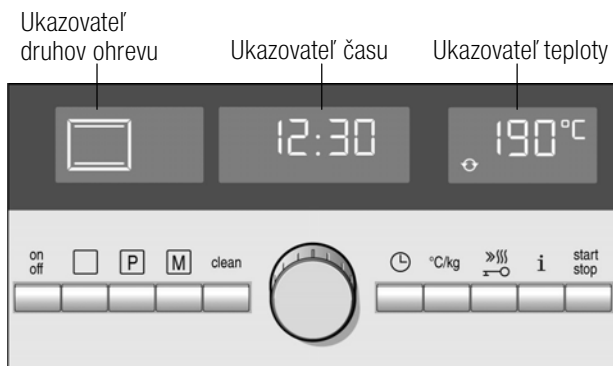 Ukazovateľ
druhov ohrevu
Ukazovateľ času
Ukazovateľ teploty
12:30
190°C
on
off
P
M
clean
°C/kg
i
start
stop